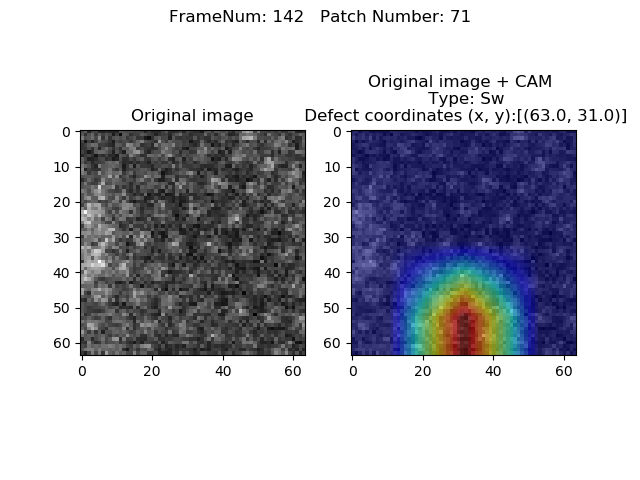 FrameNum: 142   Patch Number: 71
Original image
0
10
20
30
40
50
60
0 20 40 60
Original image + CAM
Type: Sw
Defect coordinates (x, y):[(63.0, 31.0)]
0
10
20
30
40
50
60
0 20 40 60